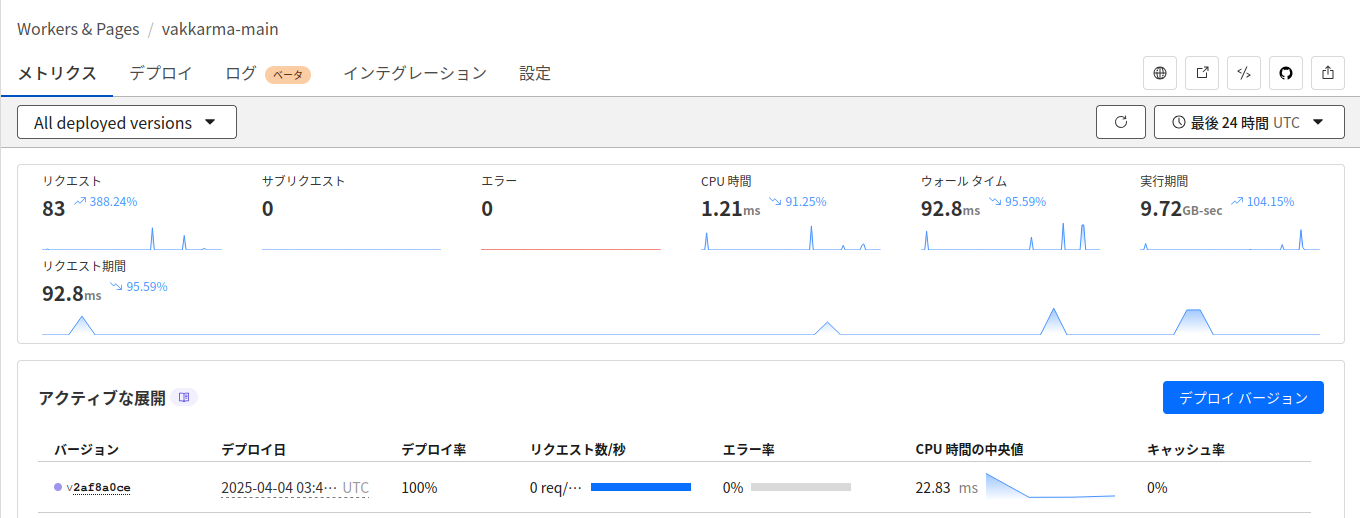 Workers & Pages / vakkarma-main
メトリクス デプロイ ログ ベータ インテグレーション 設定
All deployed versions 最後 24 時間 UTC
リクエスト サブリクエスト エラー CPU 時間 ウォール タイム 実行期間
83 388.24% 0 0 1.21ms 91.25% 92.8ms 95.59% 9.72GB-sec 104.15%
リクエスト期間
92.8ms 95.59%
アクティブな展開 デプロイ バージョン
バージョン デプロイ日 デプロイ率 リクエスト数/秒 エラー率 CPU 時間の中央値 キャッシュ率
v2af8a0ce 2025-04-04 03:4… UTC 100% 0 req/… 0% 22.83 ms 0%